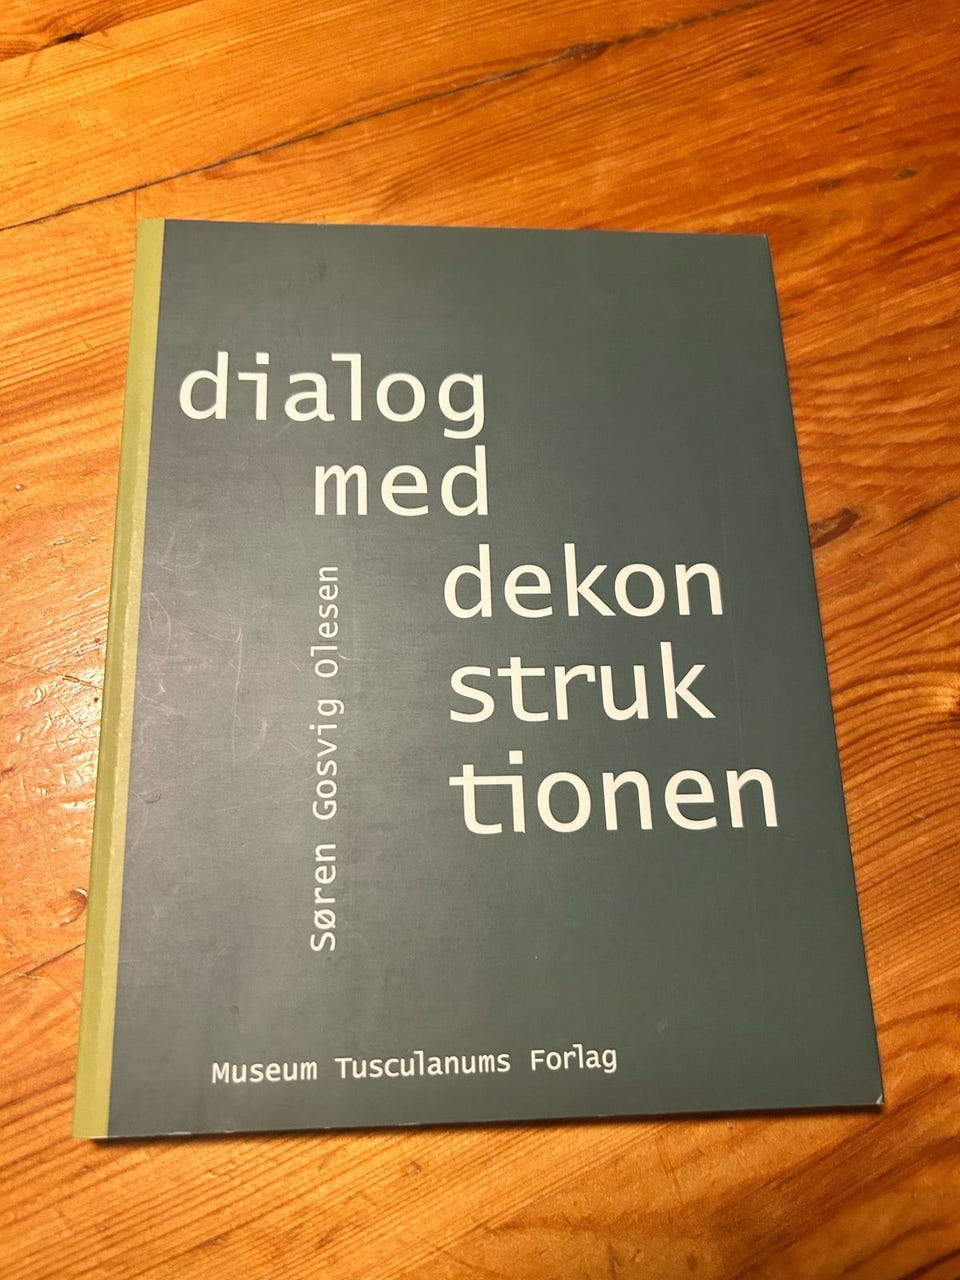 dialog
med
dekon
struk
tionen
Søren Gosvig Olesen
Museum Tusculanums Forlag